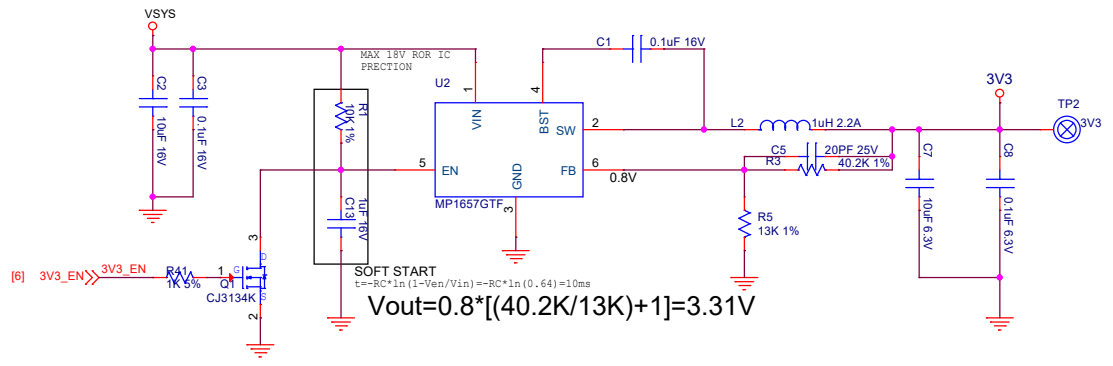 VSYS
MAX 18V ROR IC
PRECTION
C1
0.1uF 16V
3V3
U2
TP2
3V3
C2
10uF 16V
C3
0.1uF 16V
R1
10K 1%
1
VIN
4
BST
SW
2
L2
1uH 2.2A
C5
20PF 25V
R3
40.2K 1%
5
EN
GND
FB
6
0.8V
MP1657GTF
3
C7
10uF 6.3V
C8
0.1uF 6.3V
C13
1uF 16V
R5
13K 1%
3
D
[6]
3V3_EN
3V3_EN
R41
1K 5%
1
G
Q1
CJ3134K
S
2
SOFT START
t=-RC*ln(1-Ven/Vin)=-RC*ln(0.64)=10ms
Vout=0.8*[(40.2K/13K)+1]=3.31V